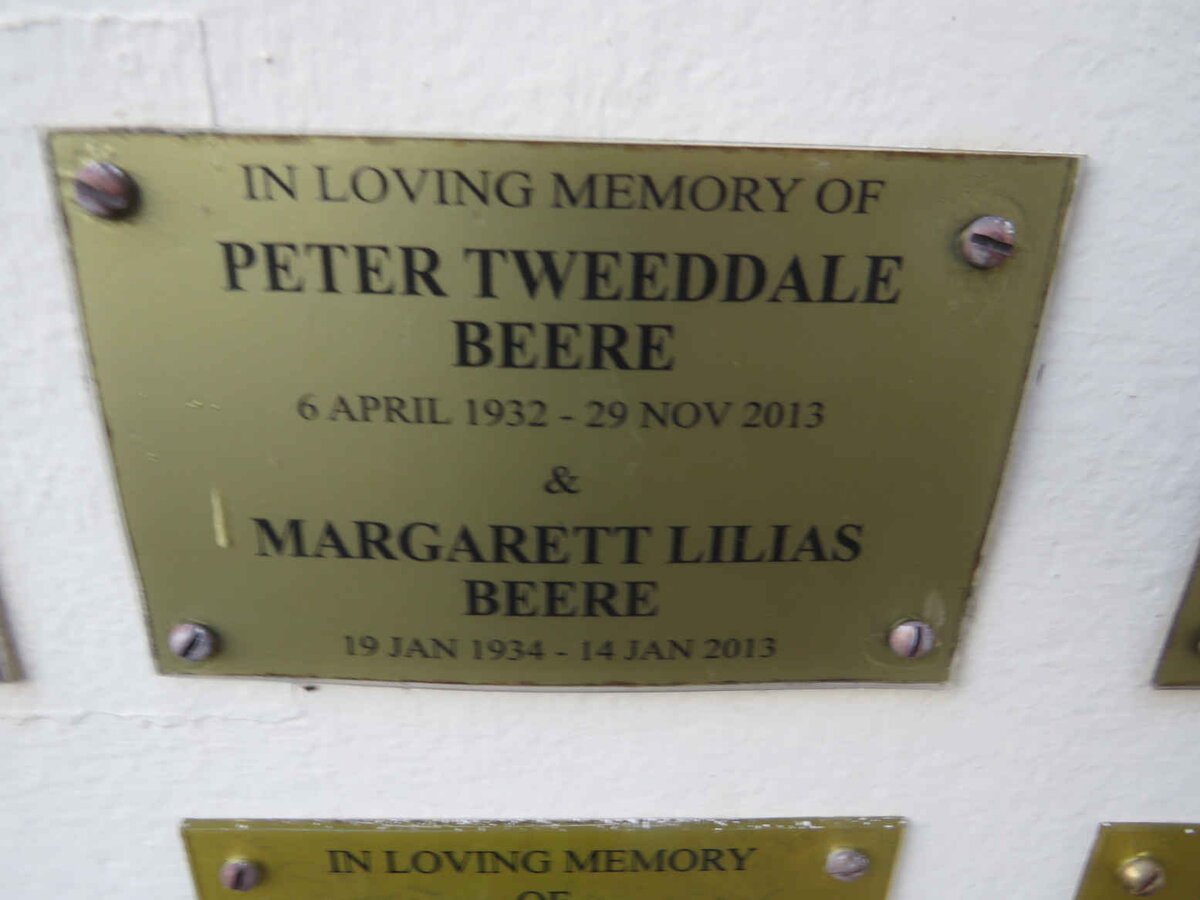 IN LOVING MEMORY OF
PETER TWEEDDALE
BEERE
6 APRIL 1932 - 29 NOV 2013
&
MARGARETT LILIAS
BEERE
19 JAN 1934 - 14 JAN 2013
IN LOVING MEMORY
OF